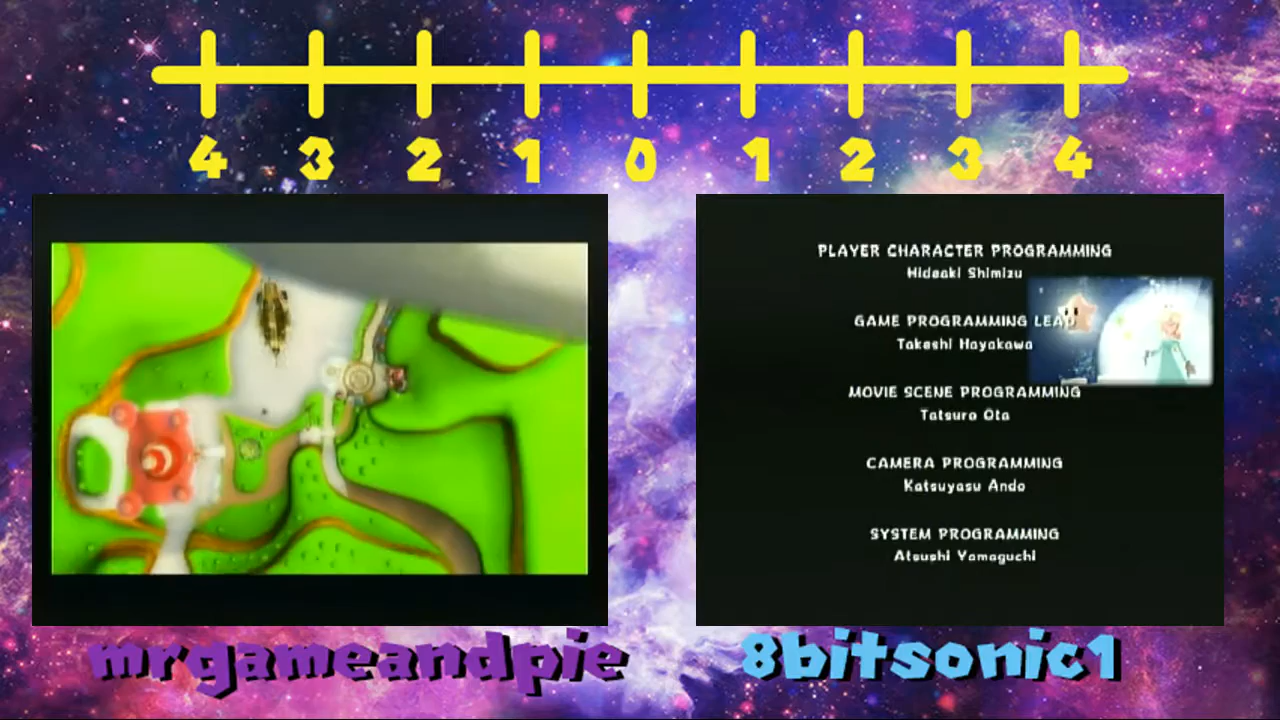 4 3 2 1 0 1 2 3 4
PLAYER CHARACTER PROGRAMMING
Hideaki Shimizu
GAME PROGRAMMING LEAD
Takeshi Hayakawa
MOVIE SCENE PROGRAMMING
Tatsuro Ota
CAMERA PROGRAMMING
Katsuyasu Ando
SYSTEM PROGRAMMING
Atsushi Yamaguchi
mrgameandpie
8bitsonic1